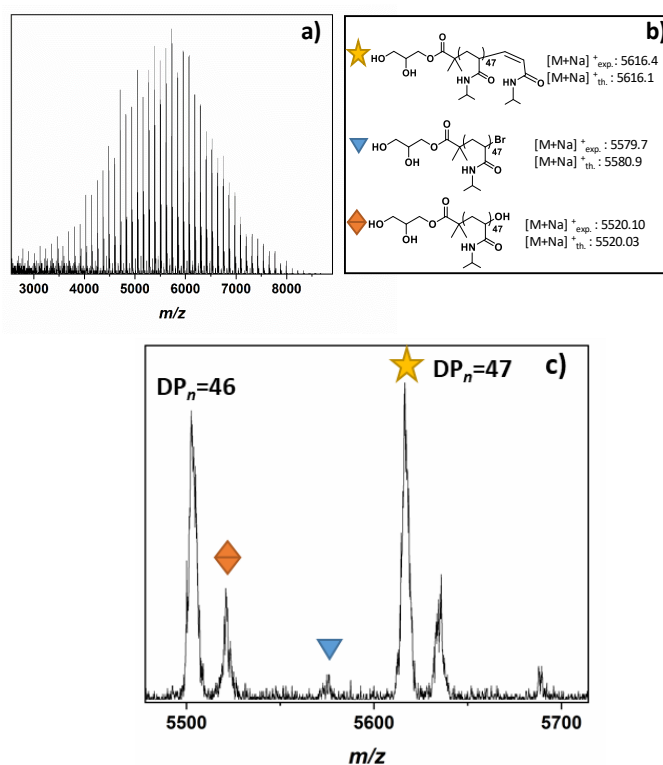 a)
3000 4000 5000 6000 7000 8000
m/z
b)
HO O O 47
OH HN O HN O
[M+Na] +exp.: 5616.4
[M+Na] +th. : 5616.1
HO O O Br 47
OH HN O
[M+Na] +exp. : 5579.7
[M+Na] +th. : 5580.9
HO O O OH 47
OH HN O
[M+Na] +exp. : 5520.10
[M+Na] +th. : 5520.03
c)
DPn=46
DPn=47
5500 5600 5700
m/z